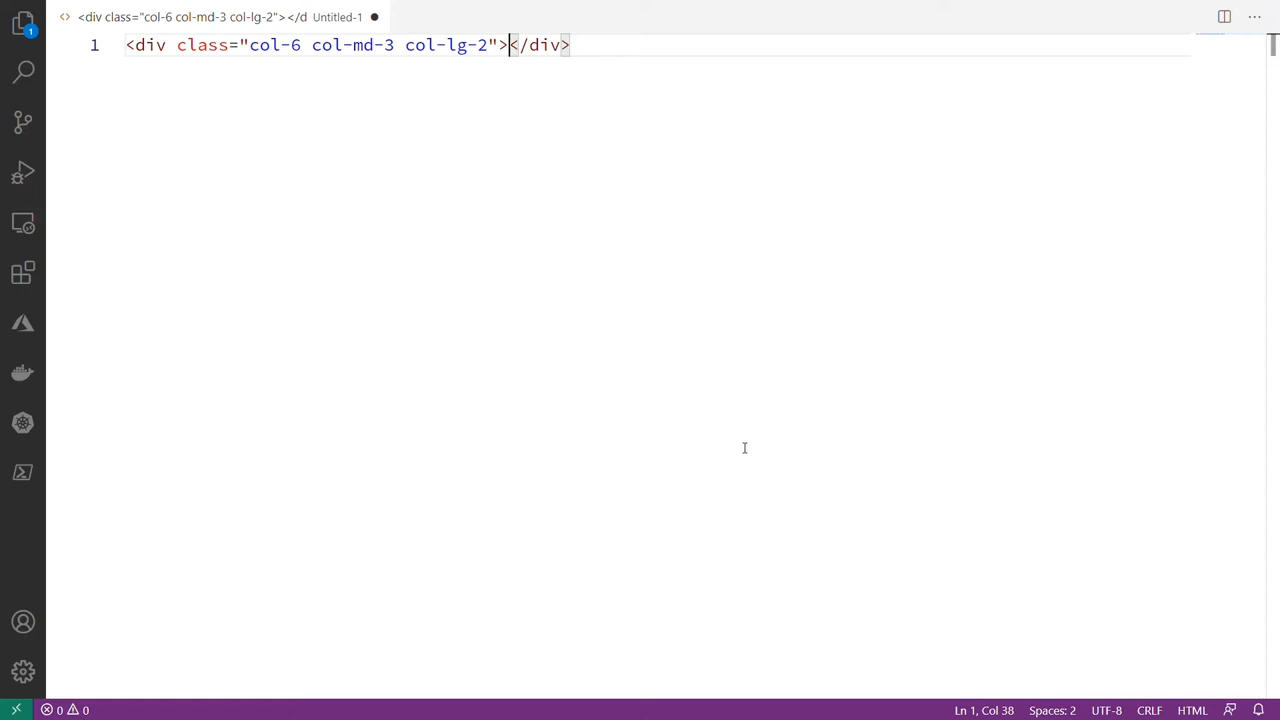 <div class="col-6 col-md-3 col-lg-2"></d Untitled-1
1 <div class="col-6 col-md-3 col-lg-2"></div>
1
0 0 Ln 1, Col 38 Spaces: 2 UTF-8 CRLF HTML